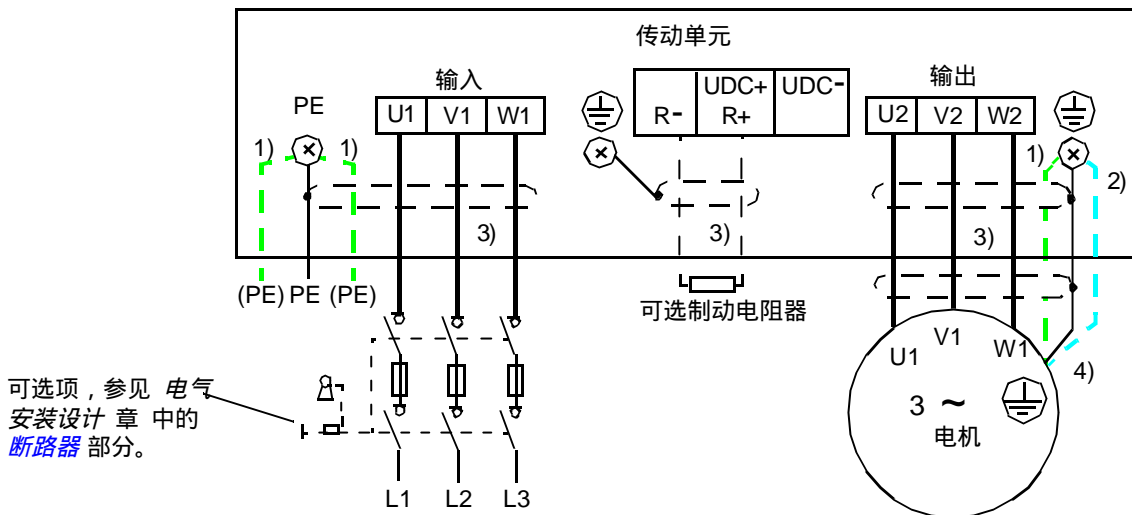 传动单元
输入
输出
PE
U1 V1 W1
R- UDC+ R+ UDC-
U2 V2 W2
1) 1)
1)
2)
3)
3)
3)
(PE) PE (PE)
可选制动电阻器
U1 V1 W1
4)
3 ~
电机
可选项，参见 电气
安装设计 章 中的
断路器 部分。
L1 L2 L3